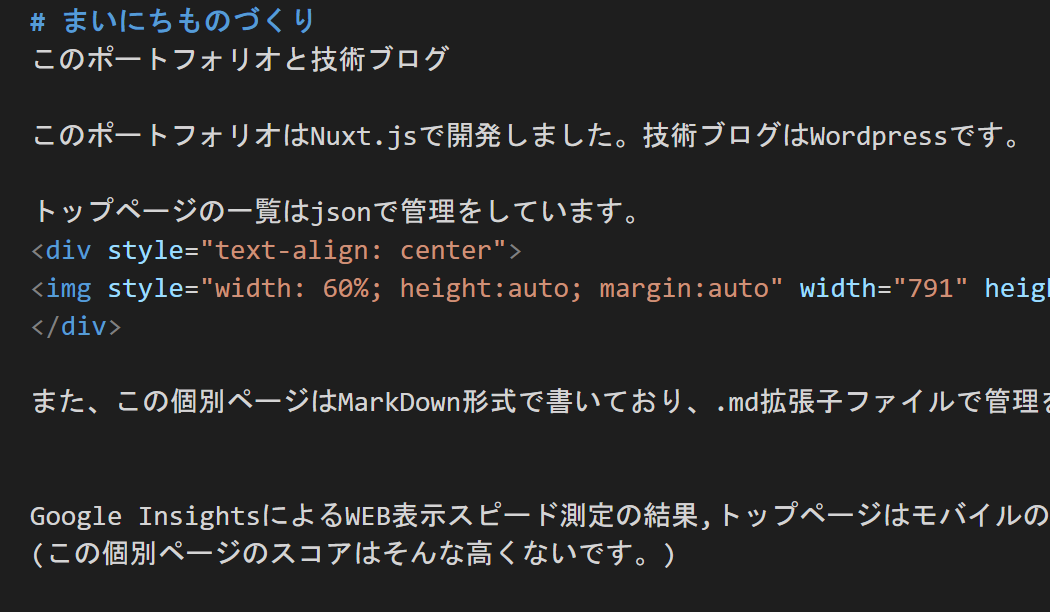 # まいにちものづくり
このポートフォリオと技術ブログ
このポートフォリオはNuxt.jsで開発しました。技術ブログはWordpressです。
トップページの一覧はjsonで管理をしています。
<div style="text-align: center">
<img style="width: 60%; height:auto; margin:auto" width="791" heigh
</div>
また、この個別ページはMarkDown形式で書いており、.md拡張子ファイルで管理を
Google InsightsによるWEB表示スピード測定の結果,トップページはモバイルの
(この個別ページのスコアはそんな高くないです。)